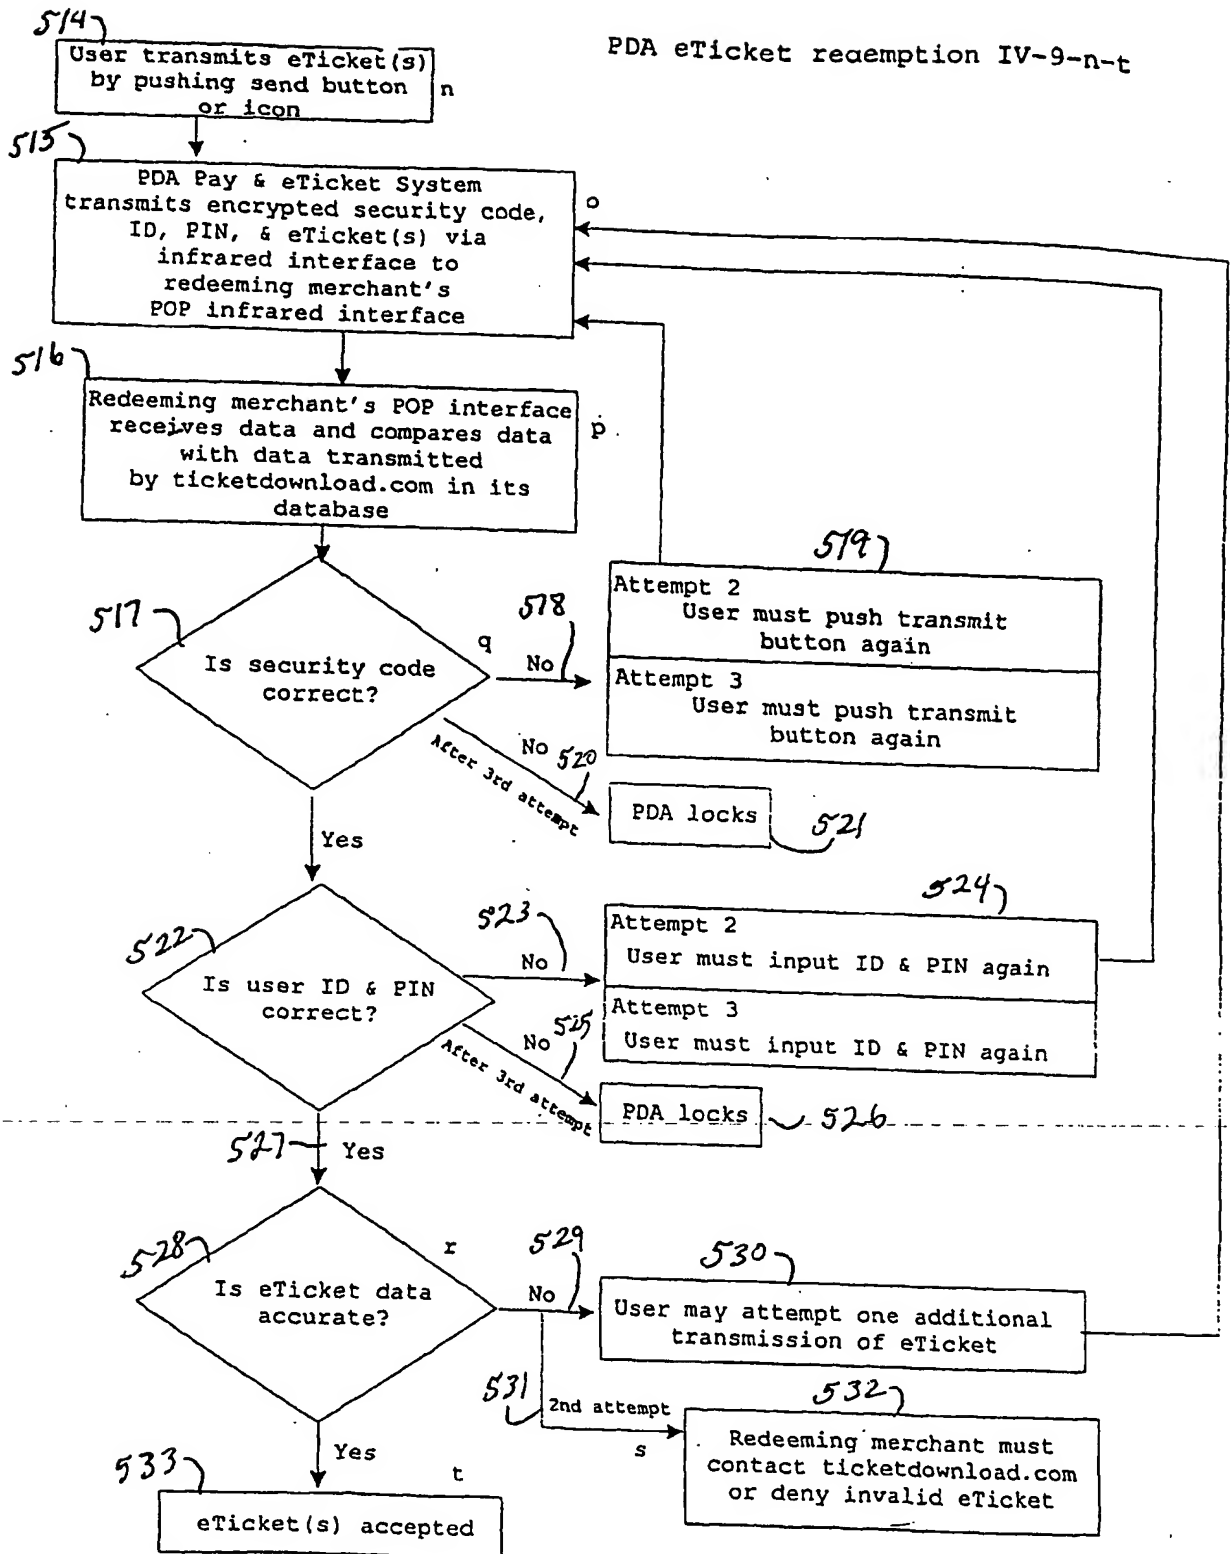 514
PDA eTicket redemption IV-9-n-t
User transmits eTicket(s)
by pushing send button
or icon
n
515
PDA Pay & eTicket System
transmits encrypted security code,
ID, PIN, & eTicket(s) via
infrared interface to
redeeming merchant's
POP infrared interface
o
516
Redeeming merchant's POP interface
receives data and compares data
with data transmitted
by ticketdownload.com in its
database
p
517
Is security code
correct?
q
No
518
519
Attempt 2
User must push transmit
button again
Attempt 3
User must push transmit
button again
No
520
After 3rd attempt
PDA locks
521
Yes
522
Is user ID & PIN
correct?
No
523
524
Attempt 2
User must input ID & PIN again
Attempt 3
User must input ID & PIN again
No
525
After 3rd attempt
PDA locks
526
527
Yes
528
Is eTicket data
accurate?
r
No
529
530
User may attempt one additional
transmission of eTicket
531
2nd attempt
s
532
Redeeming merchant must
contact ticketdownload.com
or deny invalid eTicket
Yes
t
533
eTicket(s) accepted